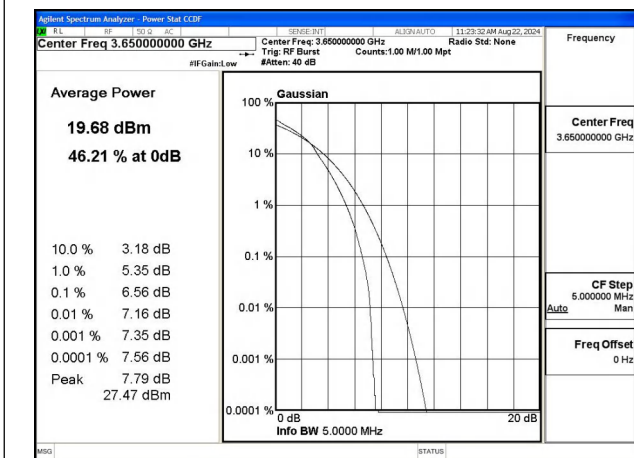 Agilent Spectrum Analyzer - Power Stat CCDF
RL RF 50 Ω AC SENSE:INT ALIGNAUTO 11:23:32 AM Aug 22, 2024
Center Freq 3.650000000 GHz
Center Freq: 3.650000000 GHz Radio Std: None
Trig: RF Burst Counts:1.00 M/1.00 Mpt
#IFGain:Low #Atten: 40 dB
Frequency
Average Power
19.68 dBm
46.21 % at 0dB
10.0 % 3.18 dB
1.0 % 5.35 dB
0.1 % 6.56 dB
0.01 % 7.16 dB
0.001 % 7.35 dB
0.0001 % 7.56 dB
Peak 7.79 dB
27.47 dBm
Gaussian
100 %
10 %
1 %
0.1 %
0.01 %
0.001 %
0.0001 %
0 dB 20 dB
Info BW 5.0000 MHz
Center Freq
3.650000000 GHz
CF Step
5.000000 MHz
Auto Man
Freq Offset
0 Hz
MSG STATUS